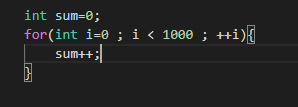 int sum=0;
for(int i=0 ; i < 1000 ; ++i){
    sum++;
}